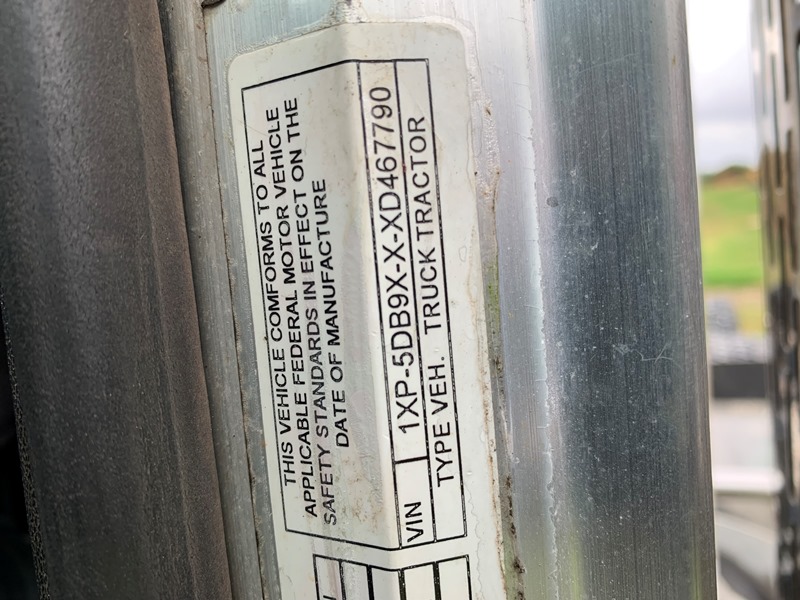 THIS VEHICLE COMFORMS TO ALL
APPLICABLE FEDERAL MOTOR VEHICLE
SAFETY STANDARDS IN EFFECT ON THE
DATE OF MANUFACTURE
VIN 1XP-5DB9X-X-XD467790
TYPE VEH. TRUCK TRACTOR